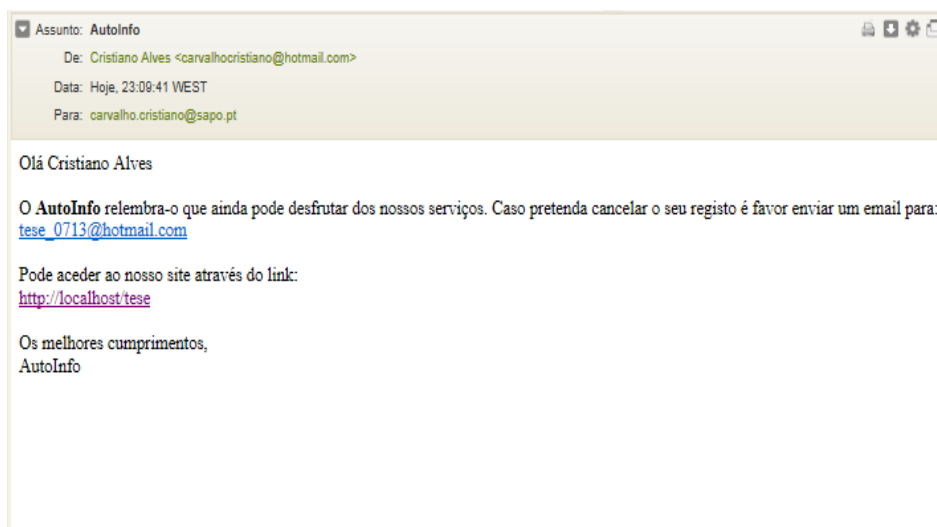 Assunto: AutoInfo
De: Cristiano Alves <carvalhocristiano@hotmail.com>
Data: Hoje, 23:09:41 WEST
Para: carvalho.cristiano@sapo.pt
Olá Cristiano Alves
O AutoInfo relembra-o que ainda pode desfrutar dos nossos serviços. Caso pretenda cancelar o seu registo é favor enviar um email para:
tese_0713@hotmail.com
Pode aceder ao nosso site através do link:
http://localhost/tese
Os melhores cumprimentos,
AutoInfo